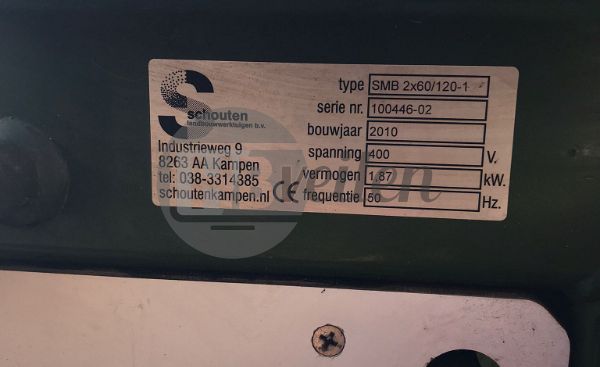 schouten
landbouwwerktuigen b.v.
Industrieweg 9
8263 AA Kampen
tel: 038-3314385
schoutenkampen.nl
CE
type SMB 2x60/120-1
serie nr. 100446-02
bouwjaar 2010
spanning 400 V.
vermogen 1,87 kW.
frequentie 50 Hz.